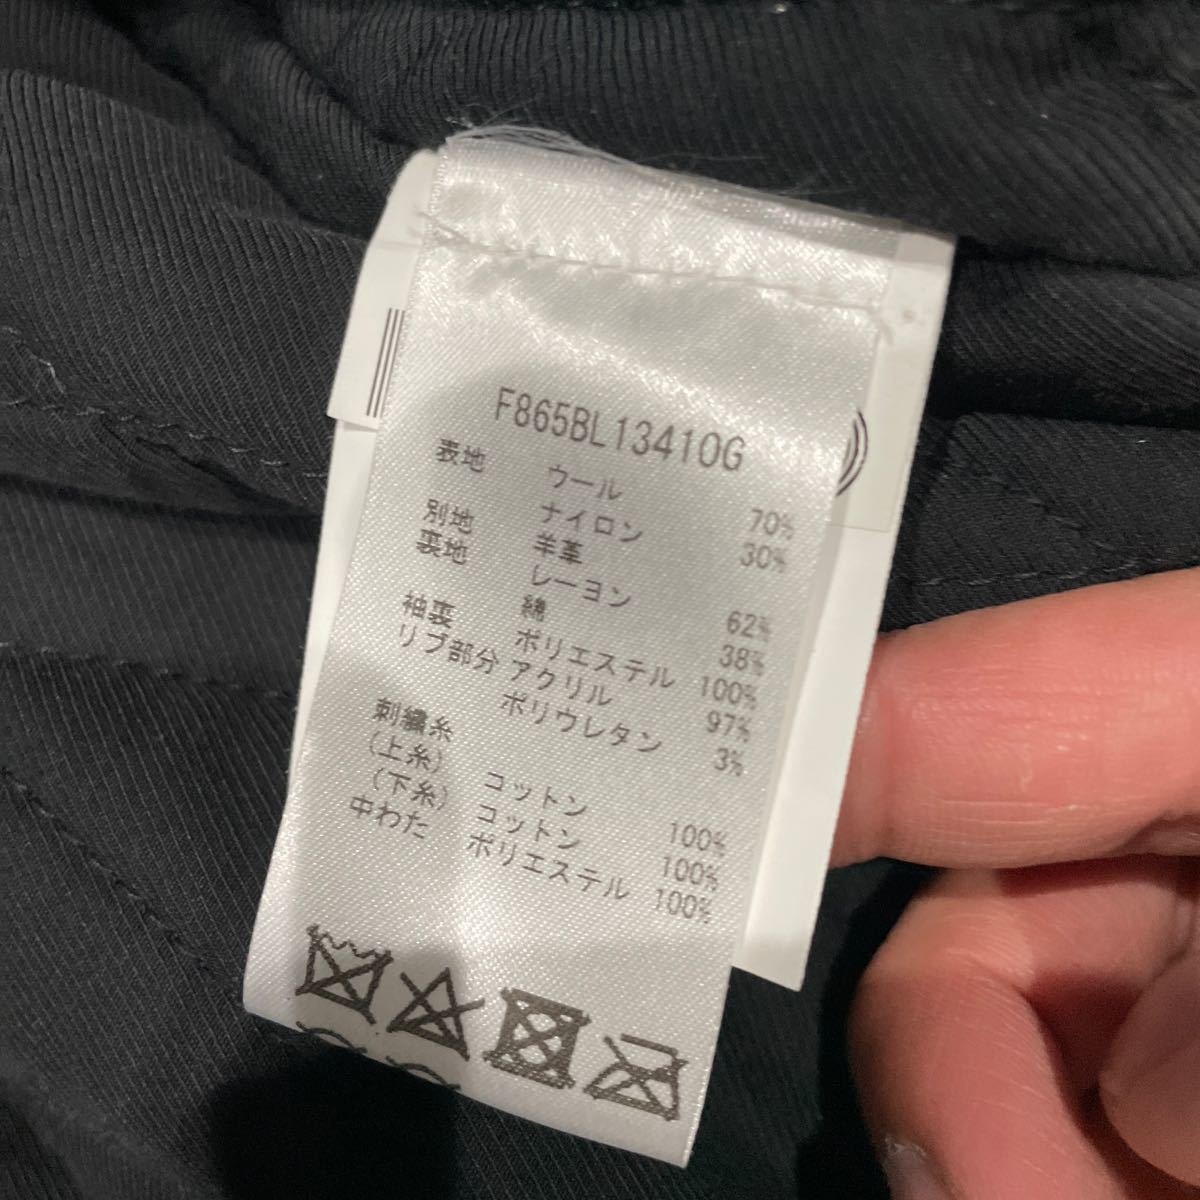 F865BL13410G
表地 ウール 70%
ナイロン 30%
別地 羊革
裏地 レーヨン 62%
綿 38%
袖裏 ポリエステル 100%
リブ部分 アクリル 97%
ポリウレタン 3%
刺繍糸
(上糸) コットン 100%
(下糸) コットン 100%
中わた ポリエステル 100%